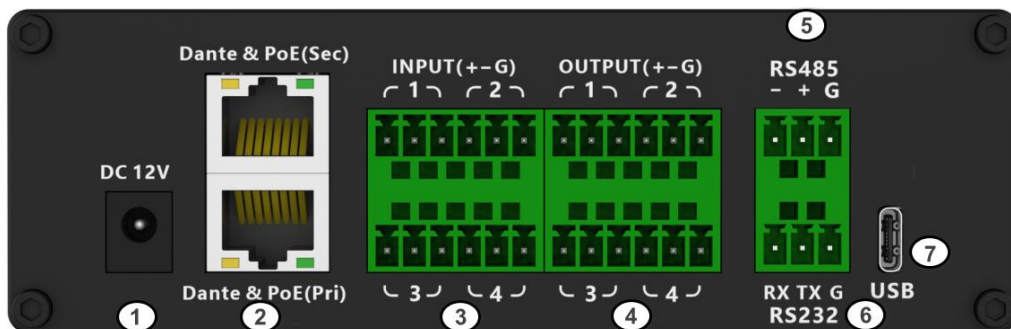 5
Dante & PoE(Sec)
INPUT(+−G)
OUTPUT(+−G)
RS485
1 2
1 2
− + G
DC 12V
Dante & PoE(Pri)
3 4
3 4
RX TX G
USB
RS232
1
2
3
4
6
7